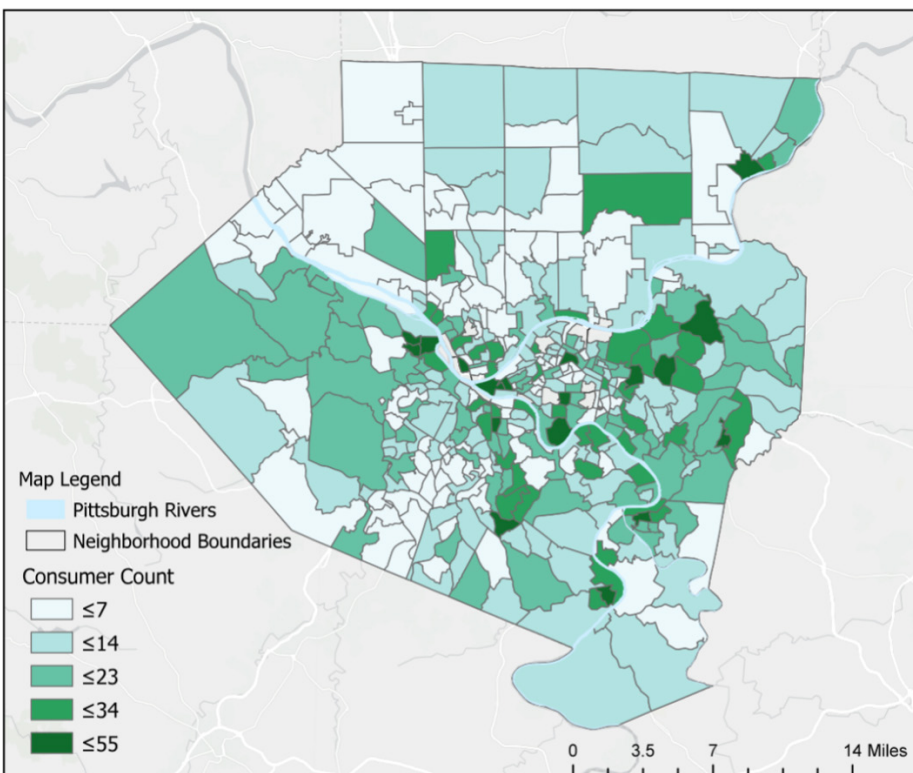 Map Legend
Pittsburgh Rivers
Neighborhood Boundaries
Consumer Count
≤7
≤14
≤23
≤34
≤55
0 3.5 7 14 Miles